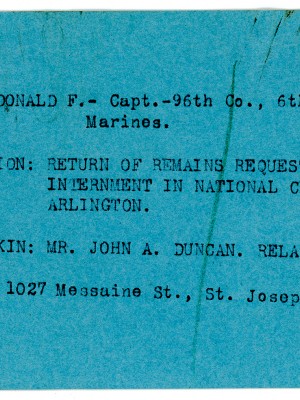 DONALD F.- Capt.-96th Co., 6th
Marines.
ION: RETURN OF REMAINS REQUEST
INTERNMENT IN NATIONAL C
ARLINGTON.
KIN: MR. JOHN A. DUNCAN. RELA
1027 Messaine St., St. Josep